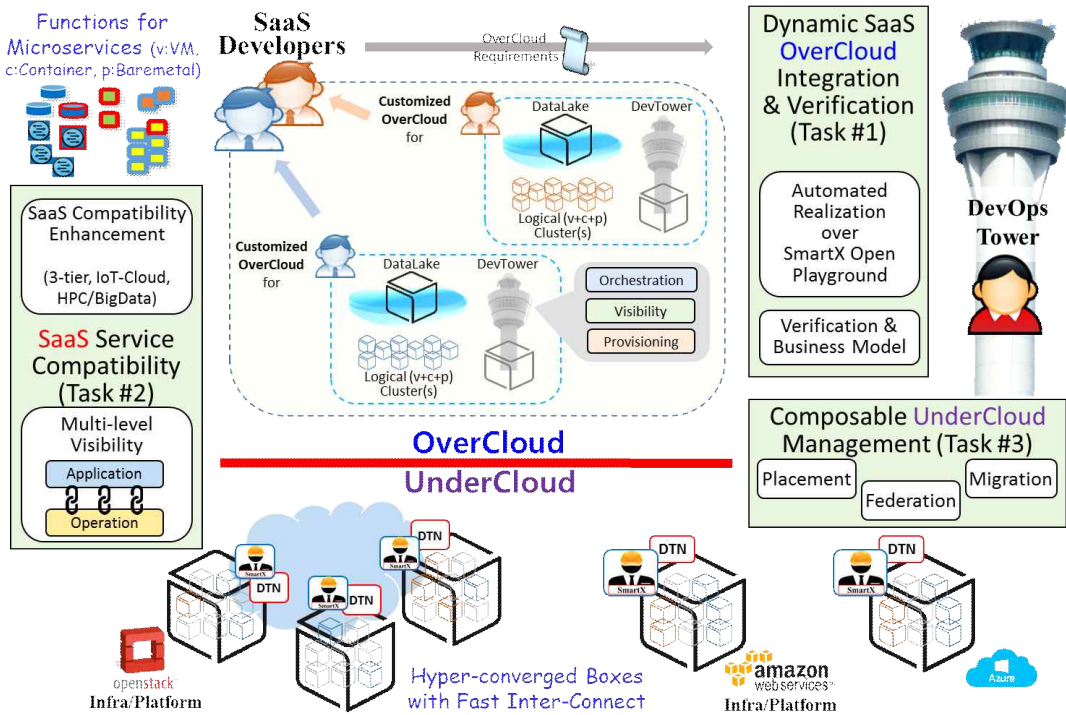 Functions for
Microservices (v:VM,
c:Container, p:Baremetal)
SaaS
Developers
OverCloud
Requirements
Customized
OverCloud
for
DataLake
DevTower
Logical (v+c+p)
Cluster(s)
Customized
OverCloud
for
DataLake
DevTower
Logical (v+c+p)
Cluster(s)
Orchestration
Visibility
Provisioning
Dynamic SaaS
OverCloud
Integration
& Verification
(Task #1)
Automated
Realization
over
SmartX Open
Playground
Verification &
Business Model
DevOps
Tower
SaaS Compatibility
Enhancement
(3-tier, IoT-Cloud,
HPC/BigData)
SaaS Service
Compatibility
(Task #2)
Multi-level
Visibility
Application
Operation
OverCloud
UnderCloud
Composable UnderCloud
Management (Task #3)
Placement
Federation
Migration
SmartX
DTN
SmartX
DTN
SmartX
DTN
SmartX
DTN
SmartX
DTN
openstack
Infra/Platform
Hyper-converged Boxes
with Fast Inter-Connect
amazon
web services
Infra/Platform
Azure